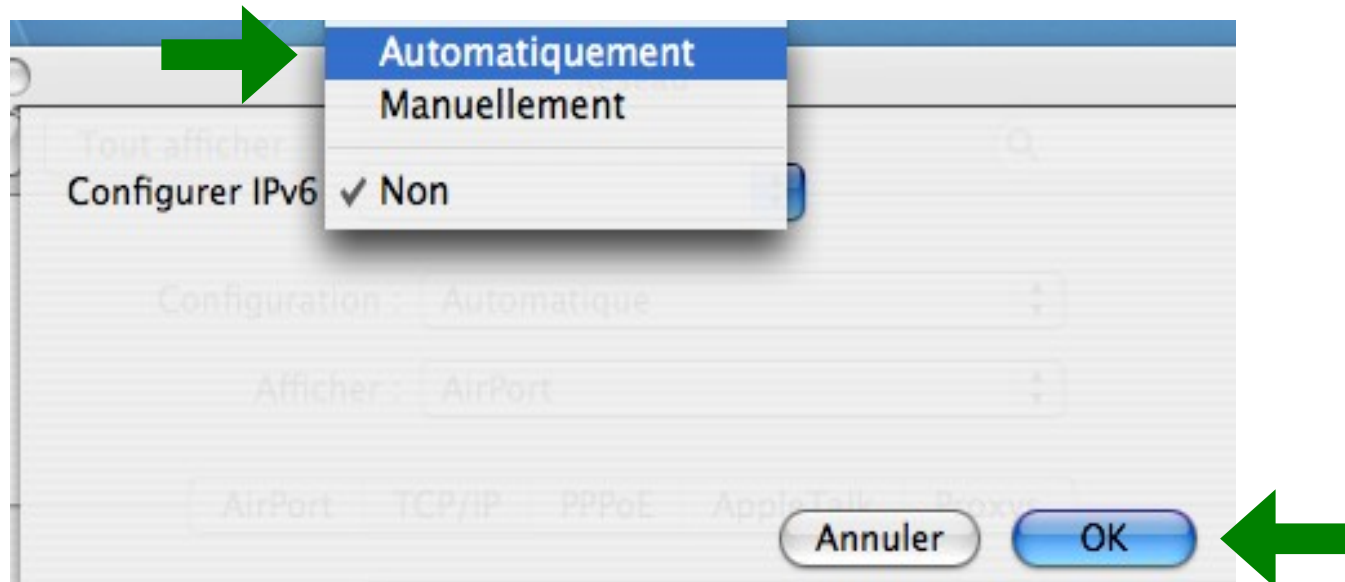 Automatiquement
Réseau
Manuellement
Tout afficher
Configurer IPv6 ✓ Non
Configuration : Automatique
Afficher : AirPort
AirPort TCP/IP PPPoE AppleTalk Proxys
Annuler OK